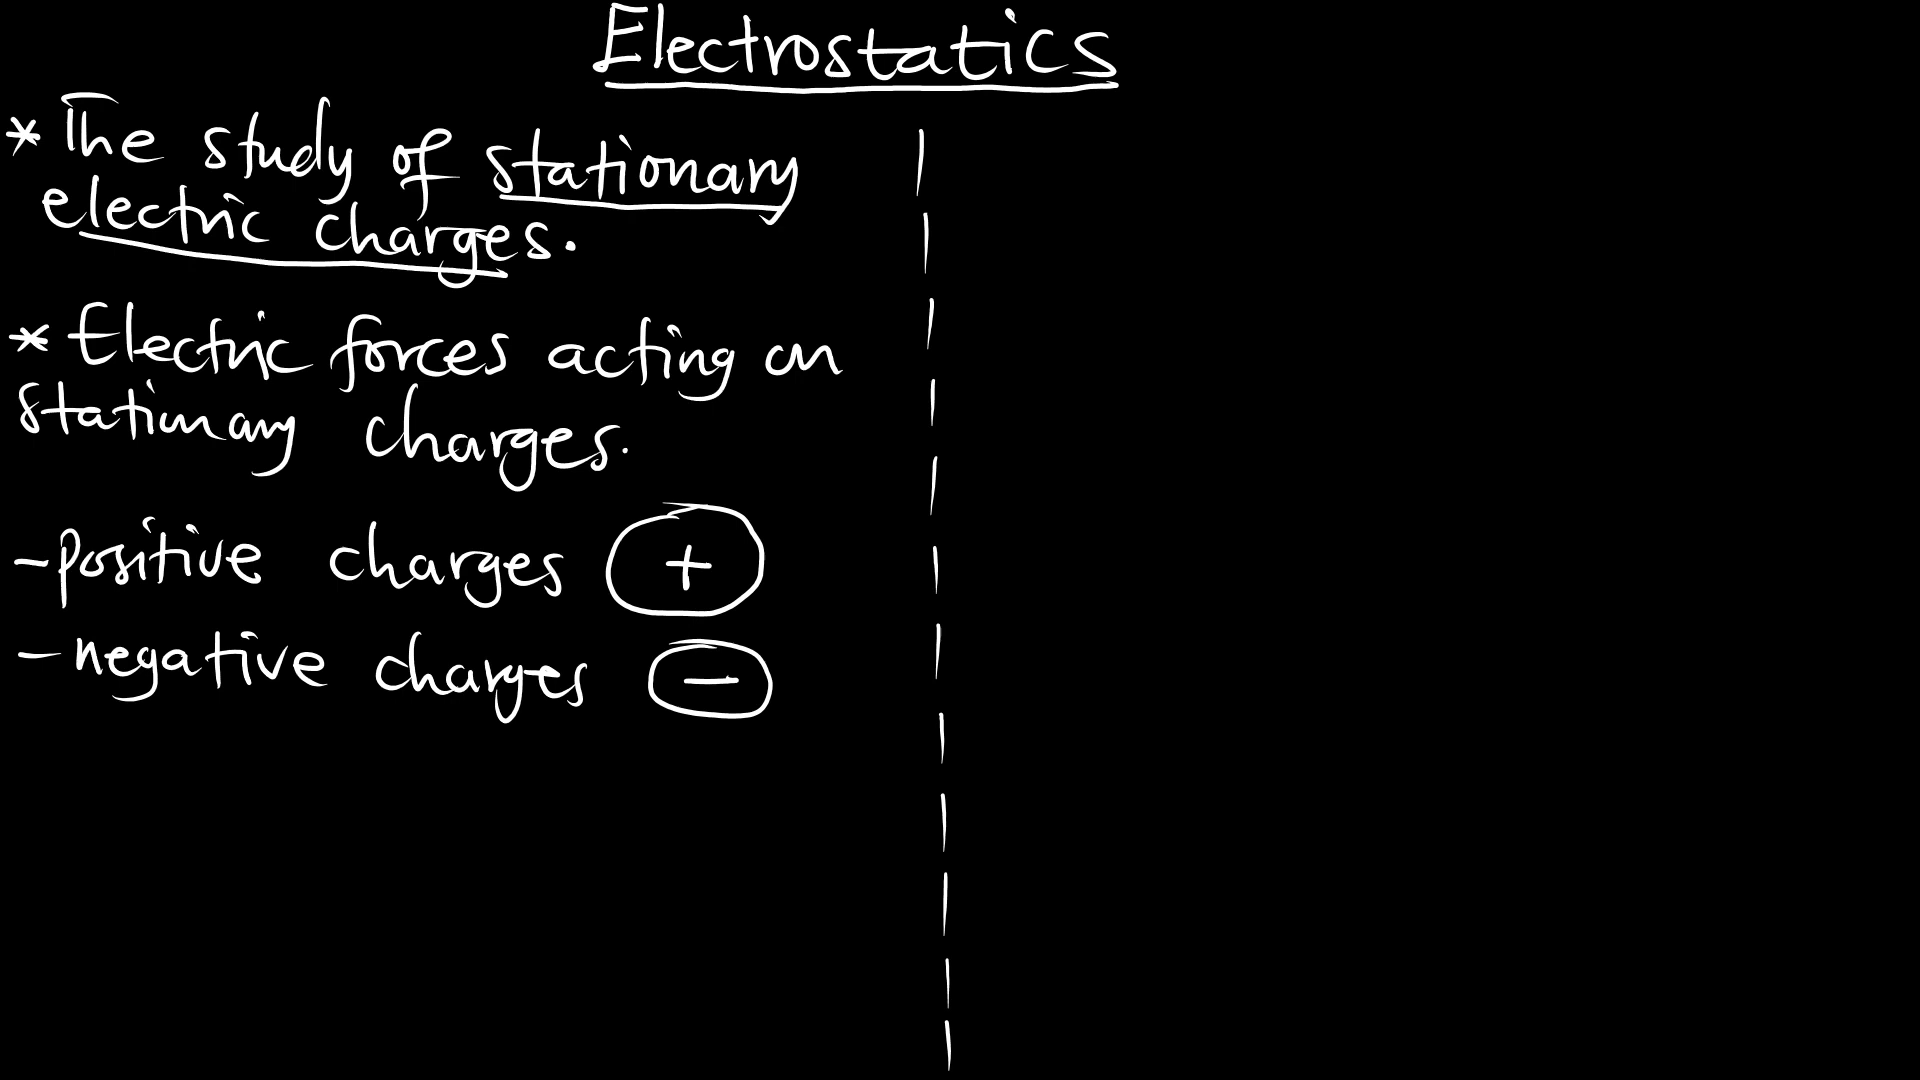 Electrostatics
* The study of stationary
electric charges.
* Electric forces acting on
stationary charges.
- positive charges +
- negative charges -